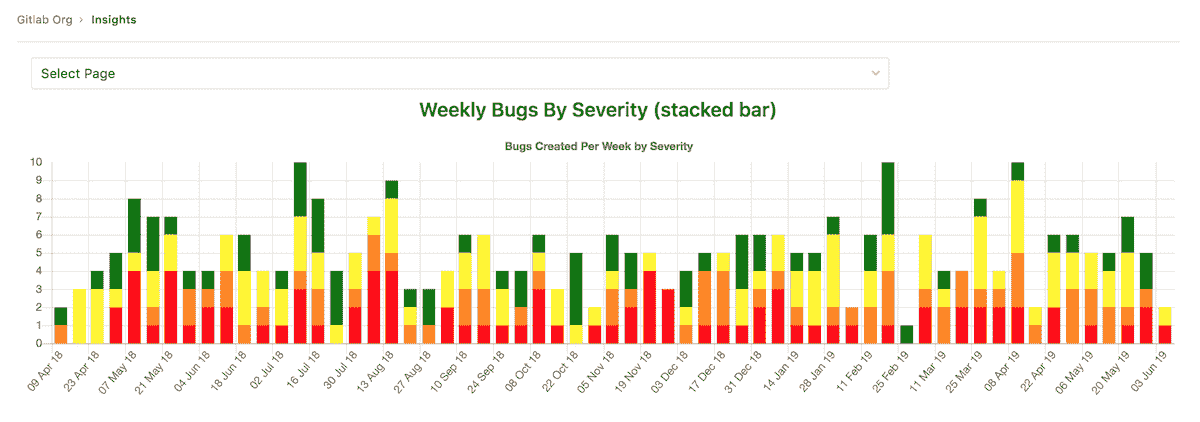 Gitlab Org › Insights
Select Page
Weekly Bugs By Severity (stacked bar)
Bugs Created Per Week by Severity
10
9
8
7
6
5
4
3
2
1
0
09 Apr 18
23 Apr 18
07 May 18
21 May 18
04 Jun 18
18 Jun 18
02 Jul 18
16 Jul 18
30 Jul 18
13 Aug 18
27 Aug 18
10 Sep 18
24 Sep 18
08 Oct 18
22 Oct 18
05 Nov 18
19 Nov 18
03 Dec 18
17 Dec 18
31 Dec 18
14 Jan 19
28 Jan 19
11 Feb 19
25 Feb 19
11 Mar 19
25 Mar 19
08 Apr 19
22 Apr 19
06 May 19
20 May 19
03 Jun 19